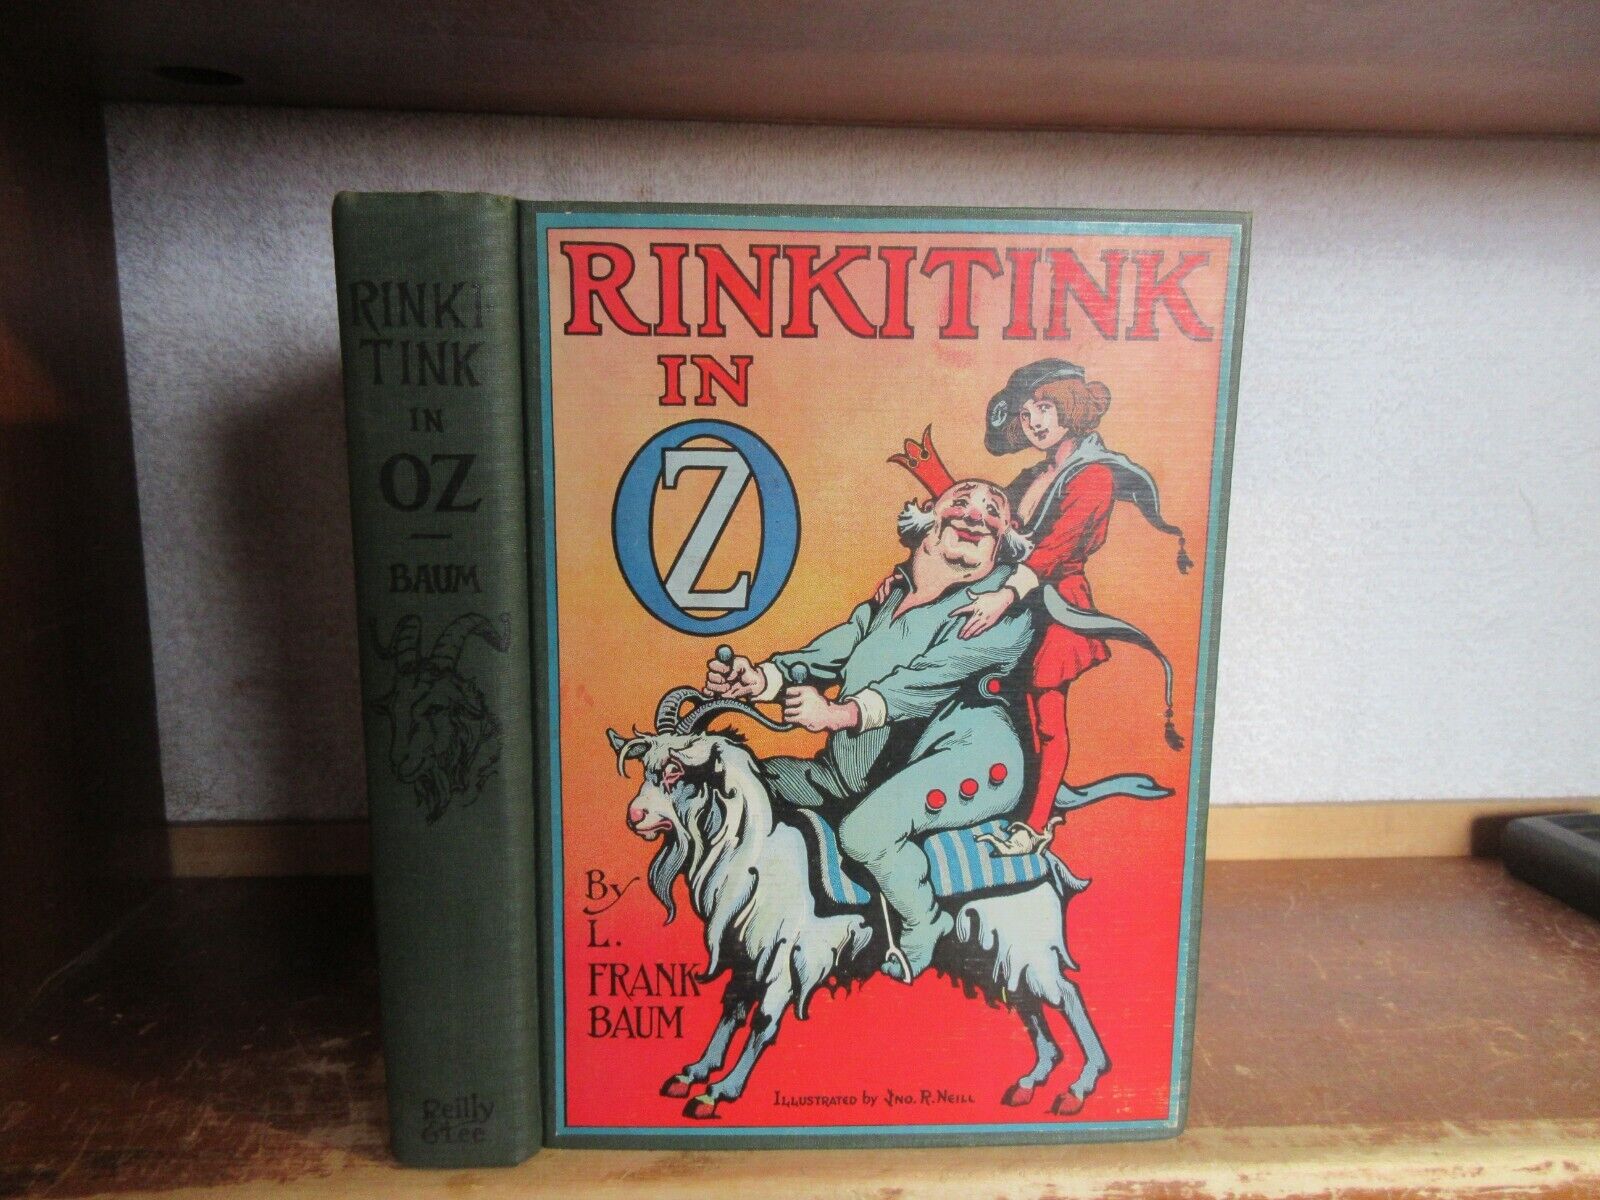 RINKI
TINK
IN
OZ
BAUM
Reilly
& Lee
RINKITINK
IN
OZ
By
L.
FRANK
BAUM
ILLUSTRATED by JNO. R. NEILL